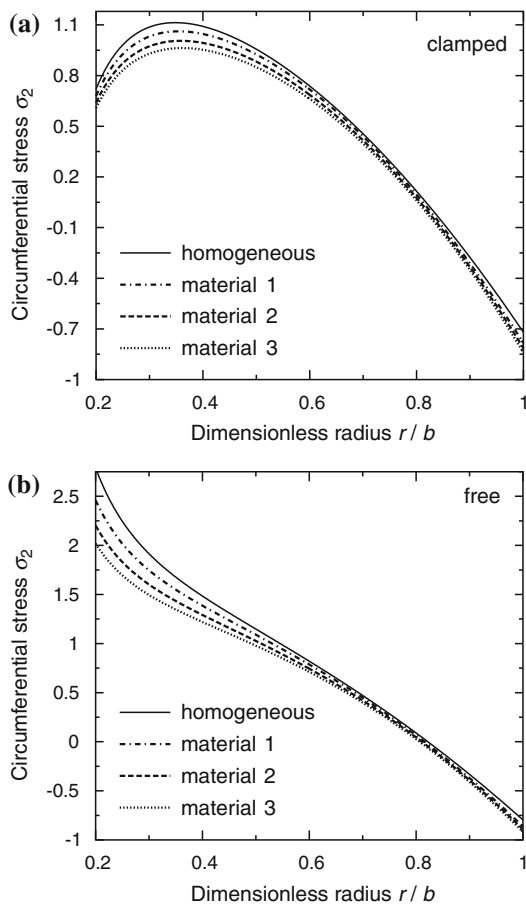 (a)
clamped
Circumferential stress σ2
1.1
0.8
0.5
0.2
-0.1
-0.4
-0.7
-1
homogeneous
material 1
material 2
material 3
0.2 0.4 0.6 0.8 1
Dimensionless radius r / b
(b)
free
Circumferential stress σ2
2.5
2
1.5
1
0.5
0
-0.5
-1
homogeneous
material 1
material 2
material 3
0.2 0.4 0.6 0.8 1
Dimensionless radius r / b